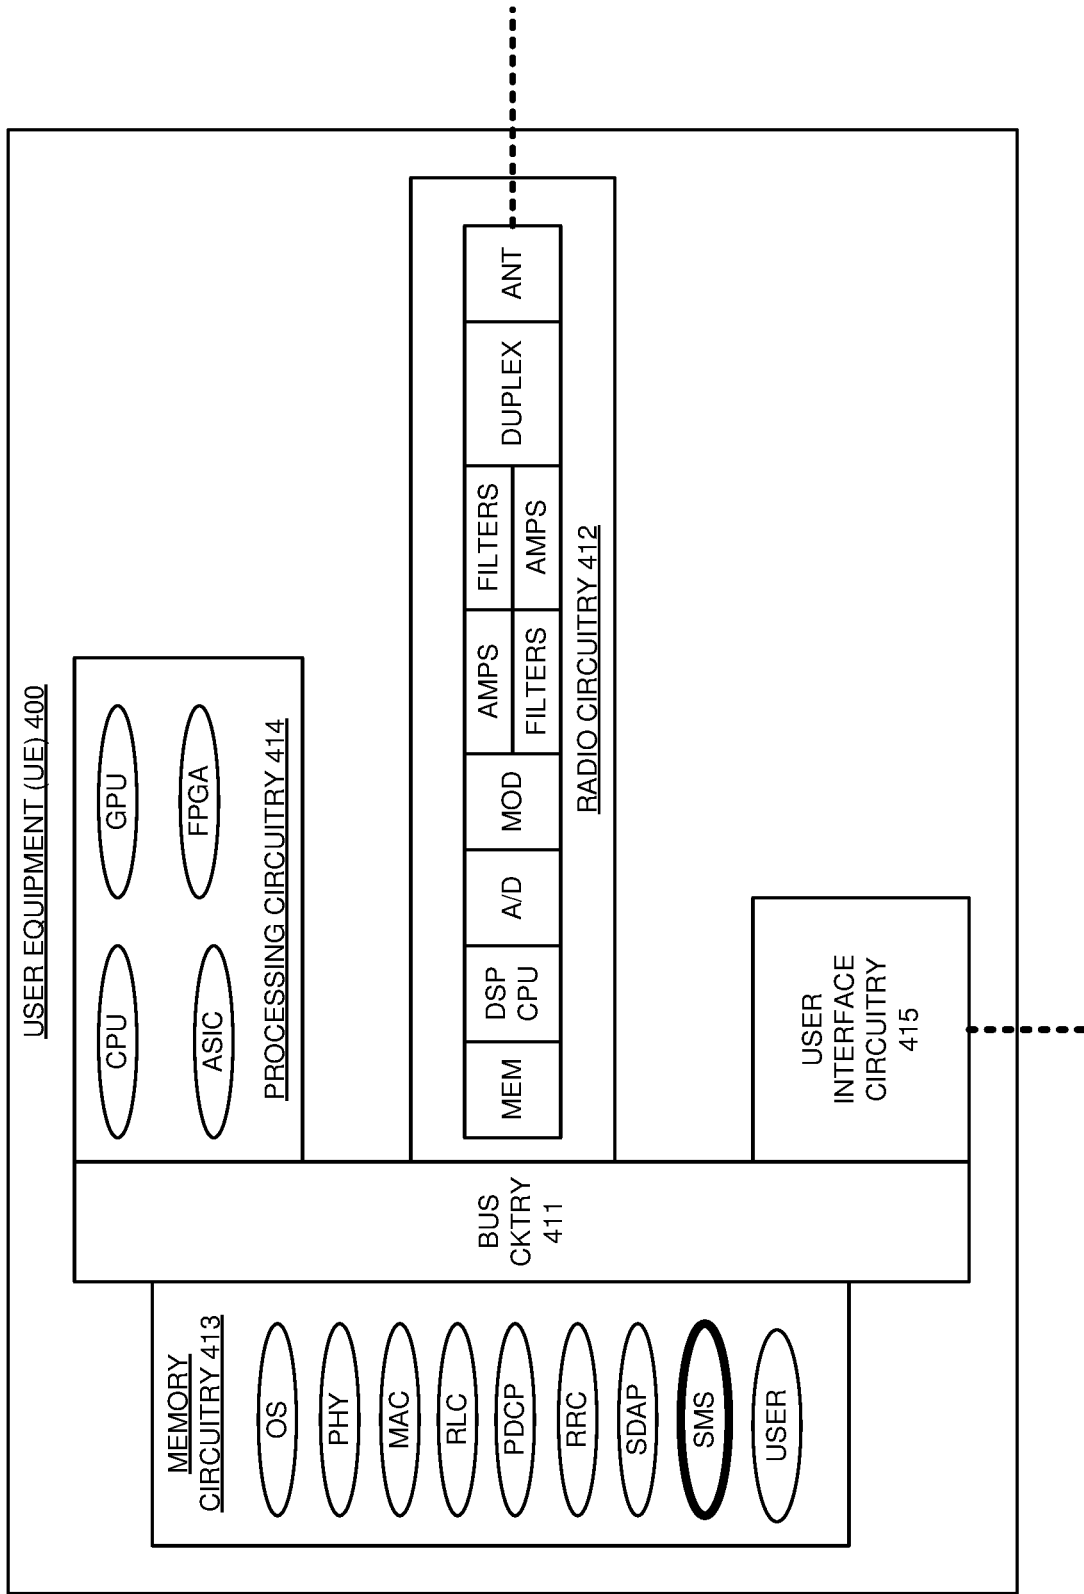 USER EQUIPMENT (UE) 400
MEMORY
CIRCUITRY 413
OS
PHY
MAC
RLC
PDCP
RRC
SDAP
SMS
USER
BUS
CKTRY
411
CPU
GPU
ASIC
FPGA
PROCESSING CIRCUITRY 414
MEM
DSP
CPU
A/D
MOD
AMPS
FILTERS
FILTERS
AMPS
DUPLEX
ANT
RADIO CIRCUITRY 412
USER
INTERFACE
CIRCUITRY
415